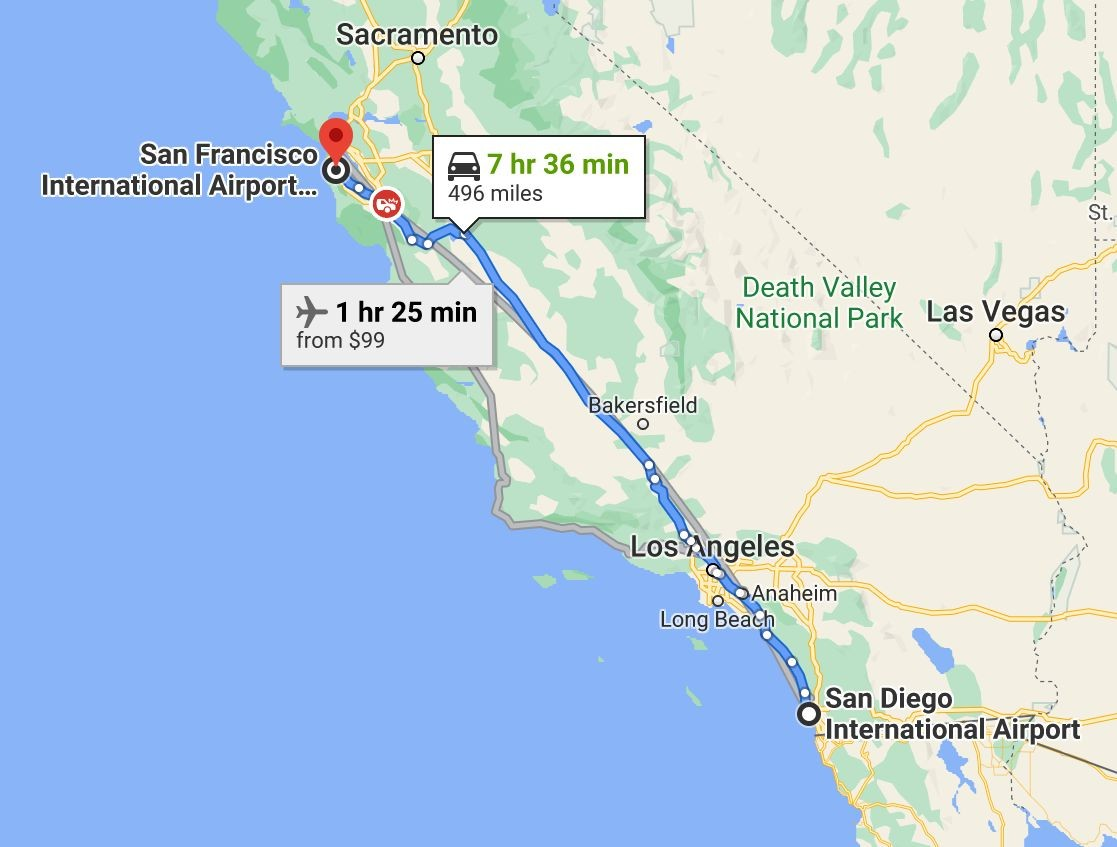 Sacramento
San Francisco
International Airport...
7 hr 36 min
496 miles
1 hr 25 min
from $99
St.
Death Valley
National Park
Las Vegas
Bakersfield
Los Angeles
Anaheim
Long Beach
San Diego
International Airport